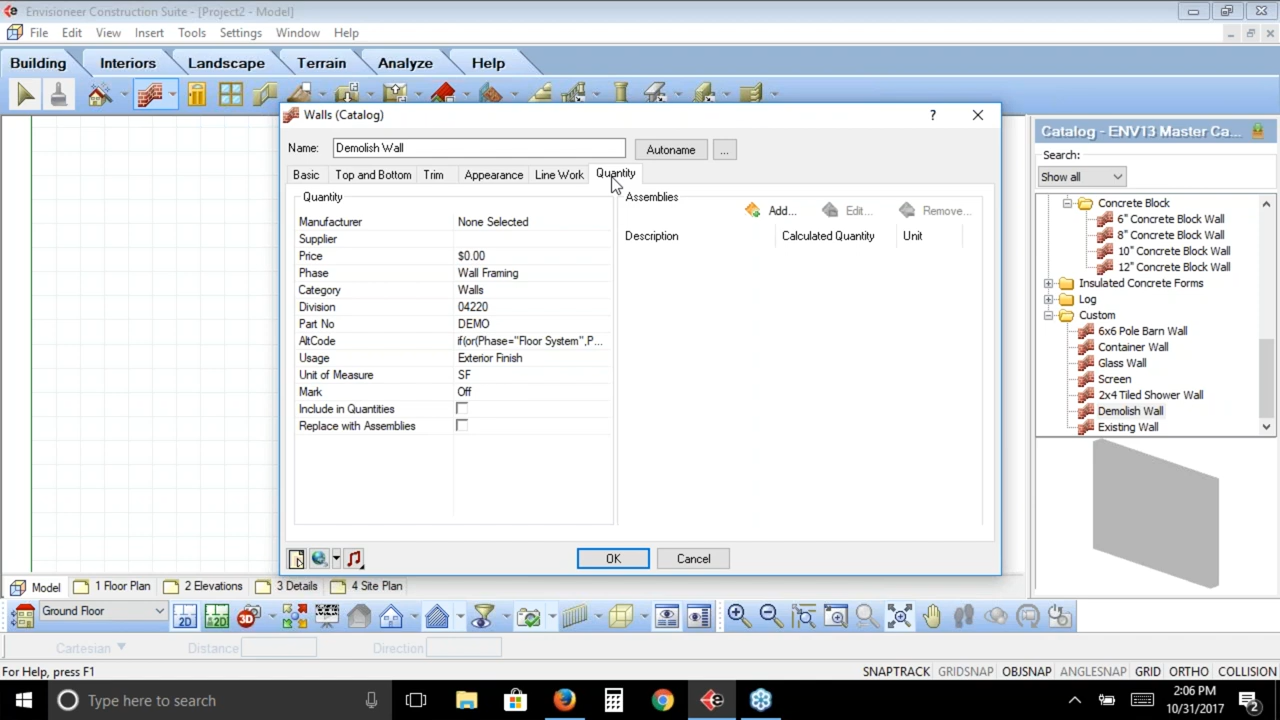 Envisioneer Construction Suite - [Project2 - Model]
File Edit View Insert Tools Settings Window Help
Building Interiors Landscape Terrain Analyze Help
Walls (Catalog)
?
Name: Demolish Wall Autoname ...
Basic Top and Bottom Trim Appearance Line Work Quantity
Quantity
Manufacturer None Selected
Supplier
Price $0.00
Phase Wall Framing
Category Walls
Division 04220
Part No DEMO
AltCode if(or(Phase="Floor System",P...
Usage Exterior Finish
Unit of Measure SF
Mark Off
Include in Quantities
Replace with Assemblies
Assemblies
Add... Edit... Remove...
Description Calculated Quantity Unit
OK Cancel
Catalog - ENV13 Master Ca...
Search:
Show all
Concrete Block
6" Concrete Block Wall
8" Concrete Block Wall
10" Concrete Block Wall
12" Concrete Block Wall
Insulated Concrete Forms
Log
Custom
6x6 Pole Barn Wall
Container Wall
Glass Wall
Screen
2x4 Tiled Shower Wall
Demolish Wall
Existing Wall
Model 1 Floor Plan 2 Elevations 3 Details 4 Site Plan
Ground Floor 2D 2D 3D
Cartesian Distance Direction
For Help, press F1 SNAPTRACK GRIDSNAP OBJSNAP ANGLESNAP GRID ORTHO COLLISION
Type here to search
2:06 PM
10/31/2017
2